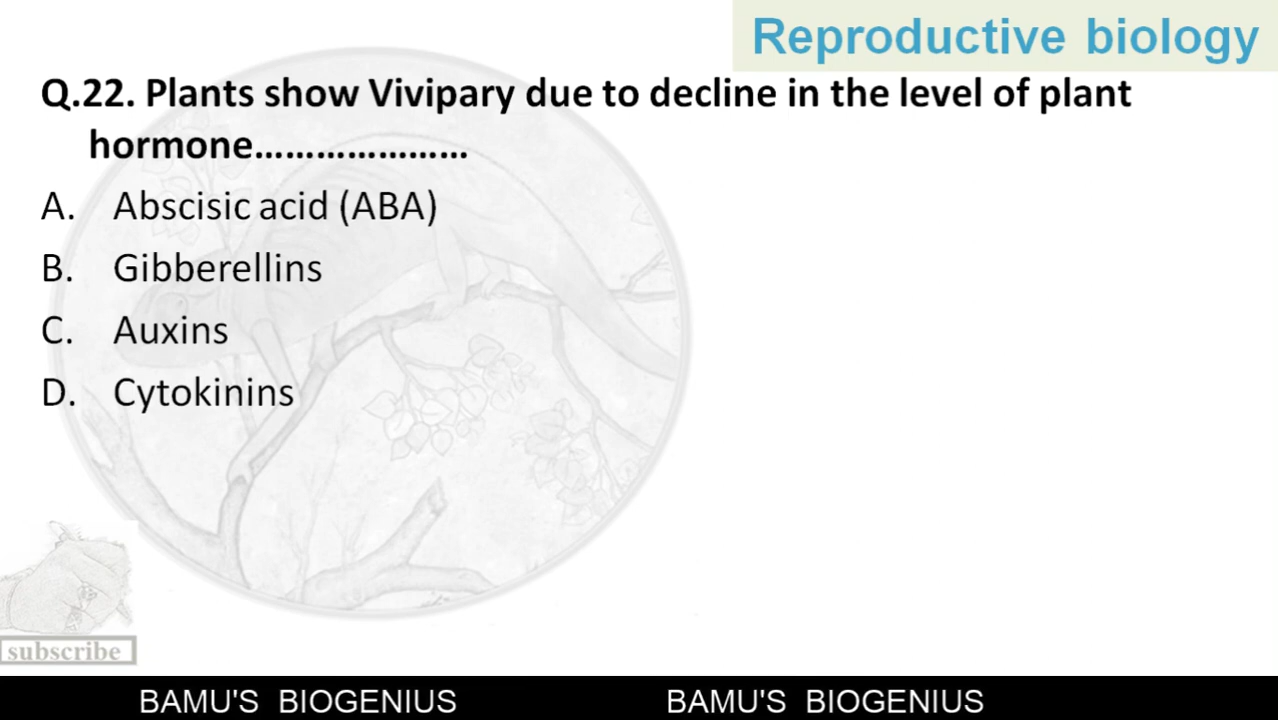 Reproductive biology
Q.22. Plants show Vivipary due to decline in the level of plant
hormone…………………
A. Abscisic acid (ABA)
B. Gibberellins
C. Auxins
D. Cytokinins
subscribe
BAMU'S BIOGENIUS BAMU'S BIOGENIUS